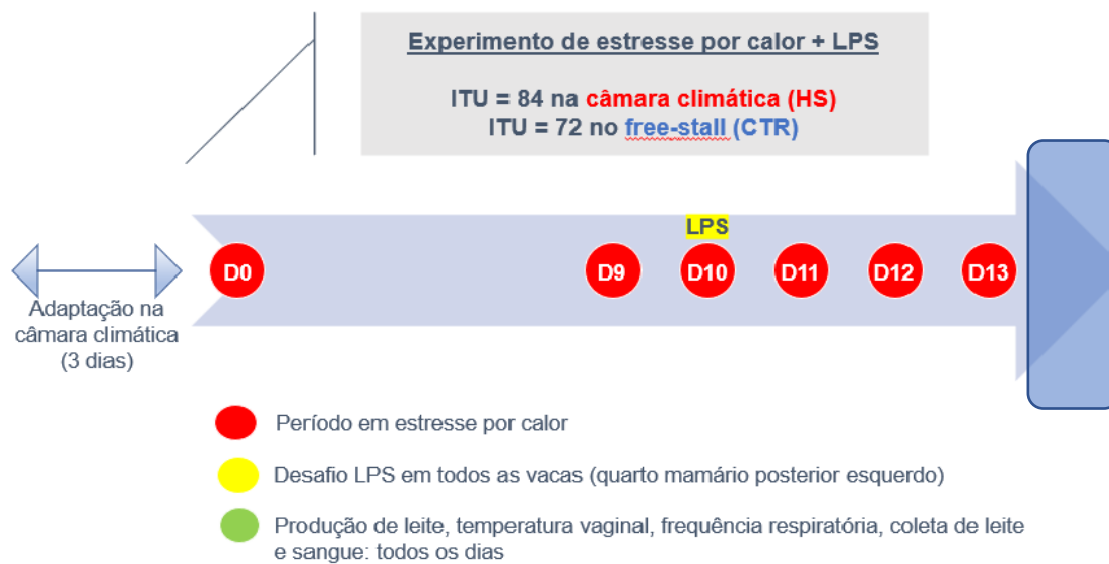 Experimento de estresse por calor + LPS
ITU = 84 na câmara climática (HS)
ITU = 72 no free-stall (CTR)
LPS
D0
D9
D10
D11
D12
D13
Adaptação na
câmara climática
(3 dias)
Período em estresse por calor
Desafio LPS em todos as vacas (quarto mamário posterior esquerdo)
Produção de leite, temperatura vaginal, frequência respiratória, coleta de leite
e sangue: todos os dias